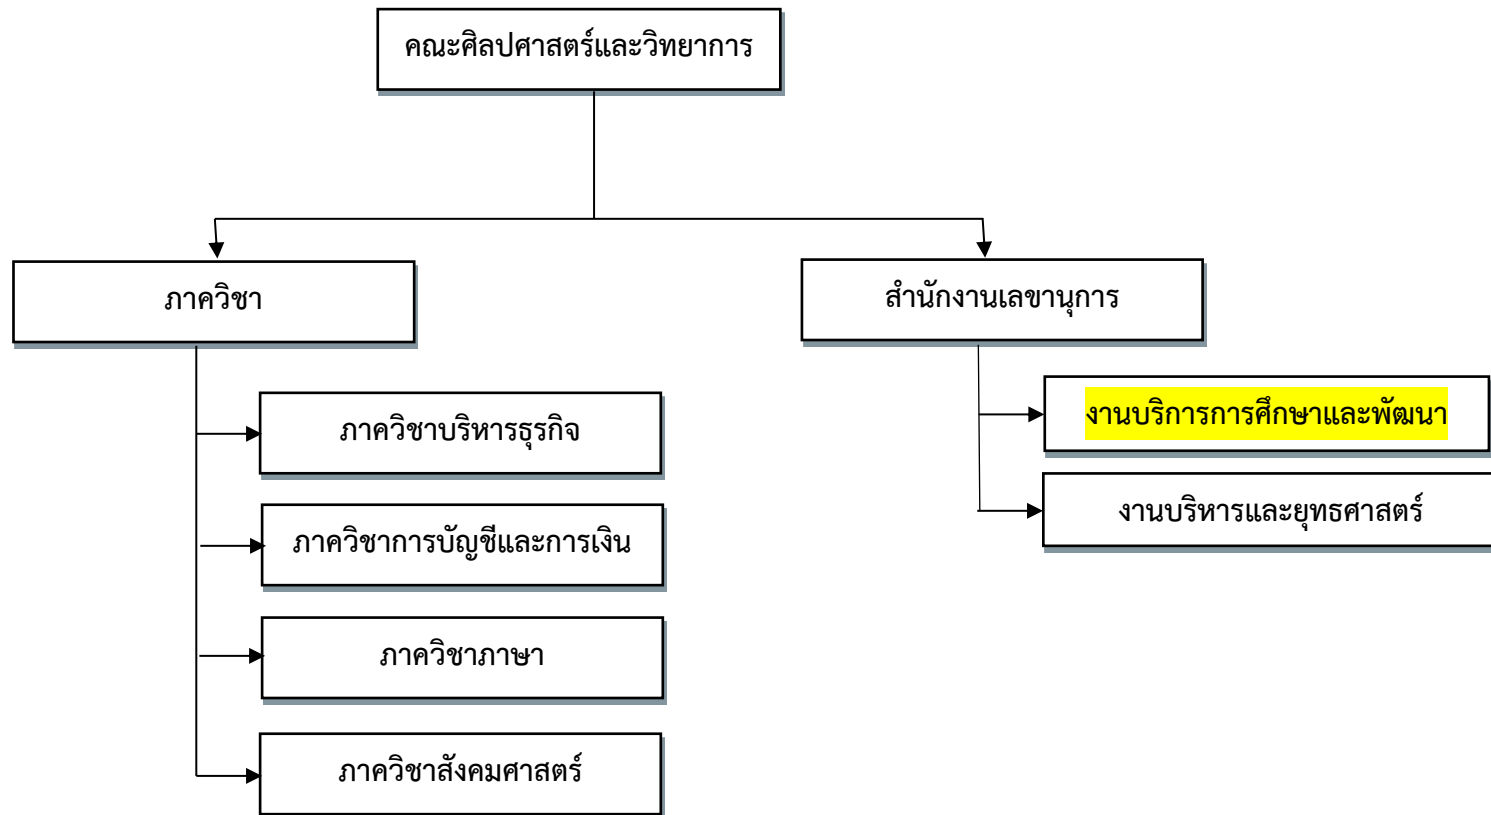 คณะศิลปศาสตร์และวิทยาการ
ภาควิชา
สำนักงานเลขานุการ
ภาควิชาบริหารธุรกิจ
ภาควิชาการบัญชีและการเงิน
ภาควิชาภาษา
ภาควิชาสังคมศาสตร์
งานบริการการศึกษาและพัฒนา
งานบริหารและยุทธศาสตร์